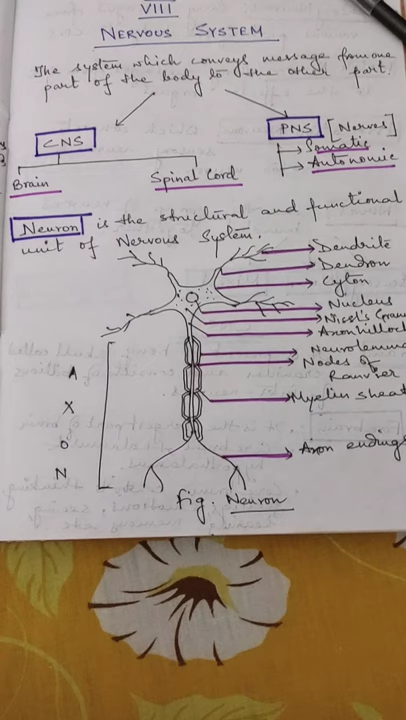 VIII
NERVOUS SYSTEM
The system which conveys message from one
part of the body to the other part
CNS
PNS [Nerves]
Somatic
Autonomic
Brain
Spinal Cord
Neuron is the structural and functional
unit of Nervous System.
Dendrite
Dendron
Cyton
Nucleus
Nissl's Gran
Axon hillock
Neurolemma
Nodes of
Ranvier
Myelin sheat
Axon endings
A
X
O
N
Fig. Neuron